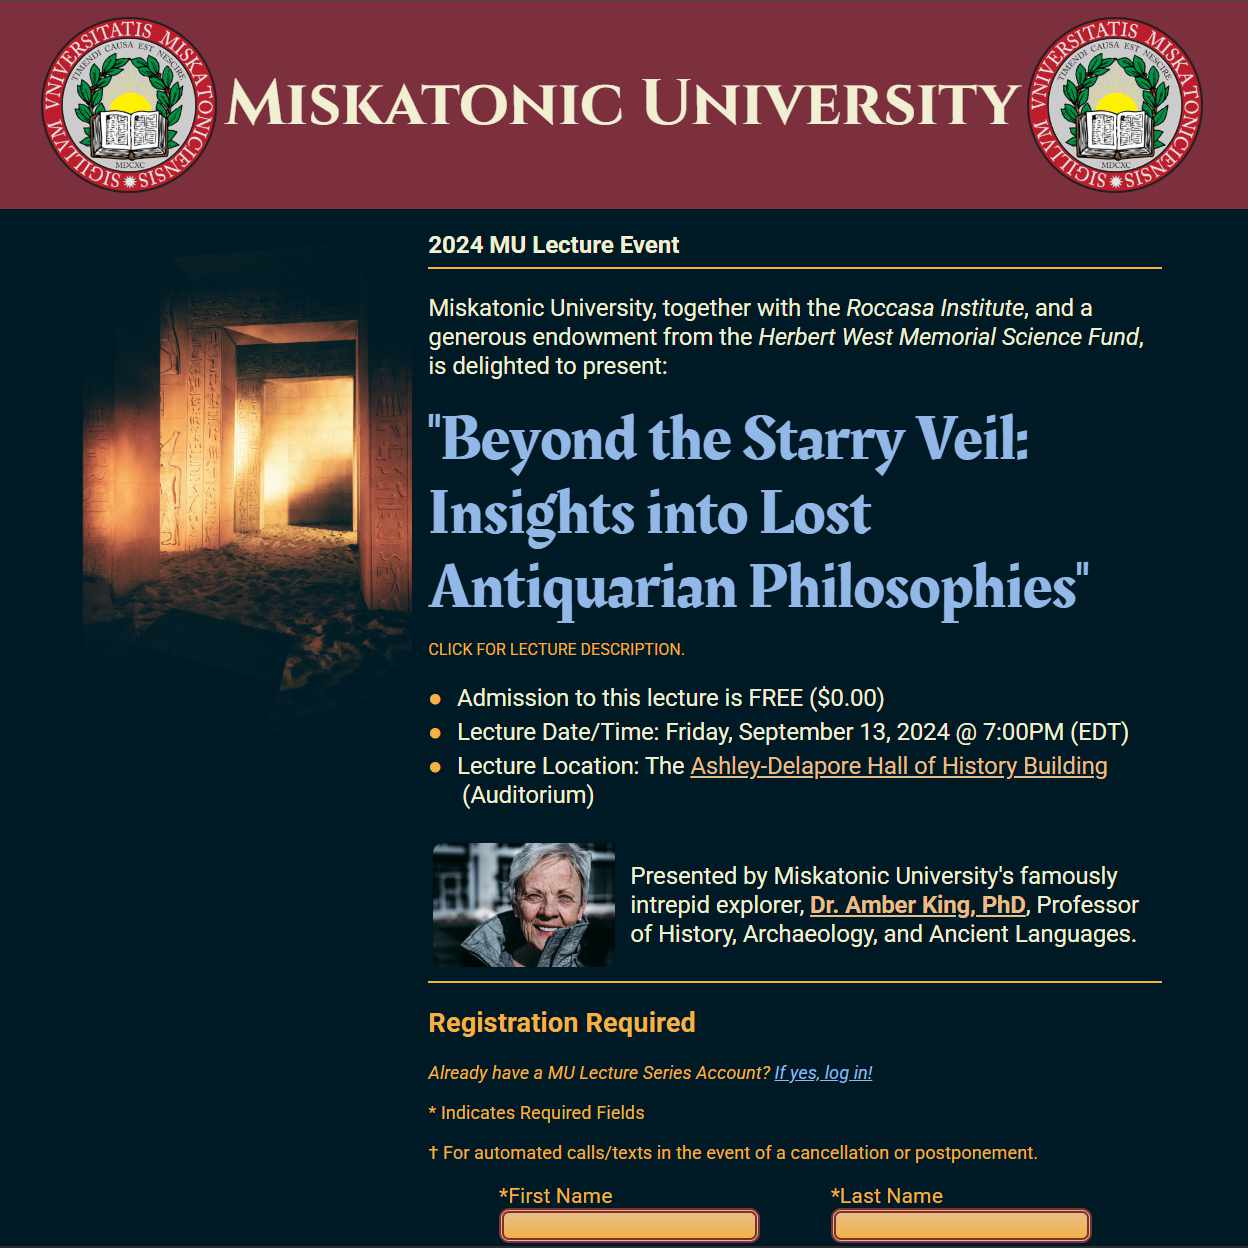 SIGILLVM VNIVERSITATIS MISKATONICIENSIS
TIMENDI CAUSA EST NESCIRE
MDCXC
MISKATONIC UNIVERSITY
SIGILLVM VNIVERSITATIS MISKATONICIENSIS
TIMENDI CAUSA EST NESCIRE
MDCXC
2024 MU Lecture Event
Miskatonic University, together with the Roccasa Institute, and a
generous endowment from the Herbert West Memorial Science Fund,
is delighted to present:
"Beyond the Starry Veil:
Insights into Lost
Antiquarian Philosophies"
CLICK FOR LECTURE DESCRIPTION.
● Admission to this lecture is FREE ($0.00)
● Lecture Date/Time: Friday, September 13, 2024 @ 7:00PM (EDT)
● Lecture Location: The Ashley-Delapore Hall of History Building
(Auditorium)
Presented by Miskatonic University's famously
intrepid explorer, Dr. Amber King, PhD, Professor
of History, Archaeology, and Ancient Languages.
Registration Required
Already have a MU Lecture Series Account? If yes, log in!
* Indicates Required Fields
† For automated calls/texts in the event of a cancellation or postponement.
*First Name
*Last Name